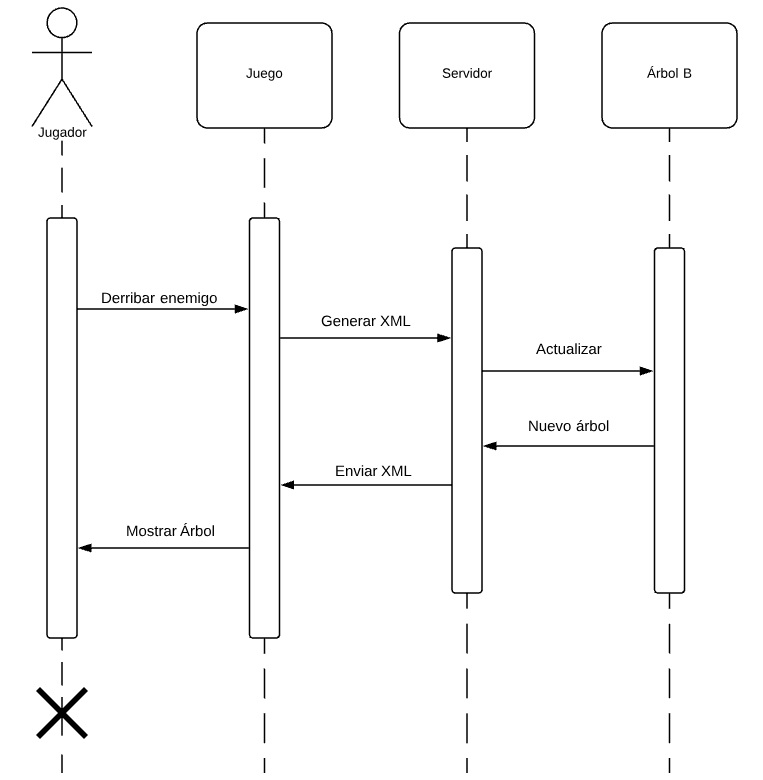 Jugador
Juego
Servidor
Árbol B
Derribar enemigo
Generar XML
Actualizar
Nuevo árbol
Enviar XML
Mostrar Árbol